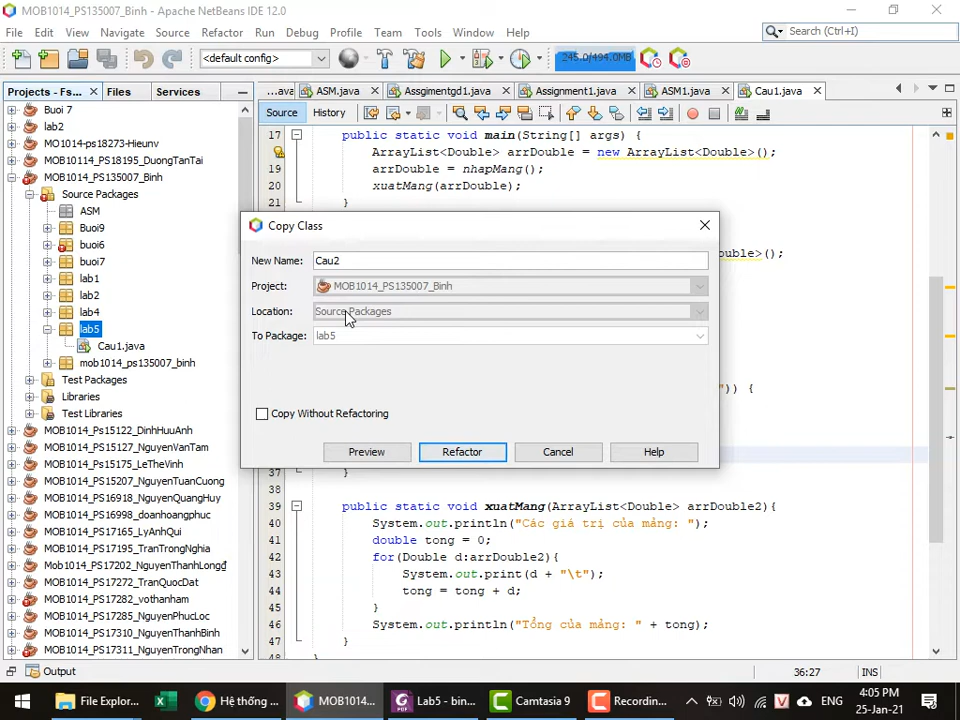 MOB1014_PS135007_Binh - Apache NetBeans IDE 12.0
File Edit View Navigate Source Refactor Run Debug Profile Team Tools Window Help
Search (Ctrl+I)
<default config>
245.0/494.0MB
Projects - Fs... Files Services
...ava ASM.java Assgimentgd1.java Assignment1.java ASM1.java Cau1.java
Source History
Buoi 7
lab2
MO1014-ps18273-Hieunv
MOB10114_PS18195_DuongTanTai
MOB1014_PS135007_Binh
Source Packages
ASM
Buoi9
buoi6
buoi7
lab1
lab2
lab4
lab5
Cau1.java
mob1014_ps135007_binh
Test Packages
Libraries
Test Libraries
MOB1014_Ps15122_DinhHuuAnh
MOB1014_Ps15127_NguyenVanTam
MOB1014_Ps15175_LeTheVinh
MOB1014_PS15207_NguyenTuanCuong
MOB1014_PS16918_NguyenQuangHuy
MOB1014_PS16998_doanhoangphuc
MOB1014_PS17165_LyAnhQui
MOB1014_PS17195_TranTrongNghia
Mob1014_PS17202_NguyenThanhLong
MOB1014_PS17272_TranQuocDat
MOB1014_PS17282_vothanham
MOB1014_PS17285_NguyenPhucLoc
MOB1014_PS17310_NguyenThanhBinh
MOB1014_PS17311_NguyenTrongNhan
17 public static void main(String[] args) {
ArrayList<Double> arrDouble = new ArrayList<Double>();
19 arrDouble = nhapMang();
20 xuatMang(arrDouble);
21 }
ouble>();
")) {
Copy Class
New Name: Cau2
Project: MOB1014_PS135007_Binh
Location: Source Packages
To Package: lab5
Copy Without Refactoring
Preview Refactor Cancel Help
37 }
38
39 public static void xuatMang(ArrayList<Double> arrDouble2){
40 System.out.println("Các giá trị của mảng: ");
41 double tong = 0;
42 for(Double d:arrDouble2){
43 System.out.print(d + "\t");
44 tong = tong + d;
45 }
46 System.out.println("Tổng của mảng: " + tong);
47 }
Output
36:27 INS
File Explor... Hệ thống ... MOB1014... Lab5 - bin... Camtasia 9 Recording...
ENG
4:05 PM
25-Jan-21